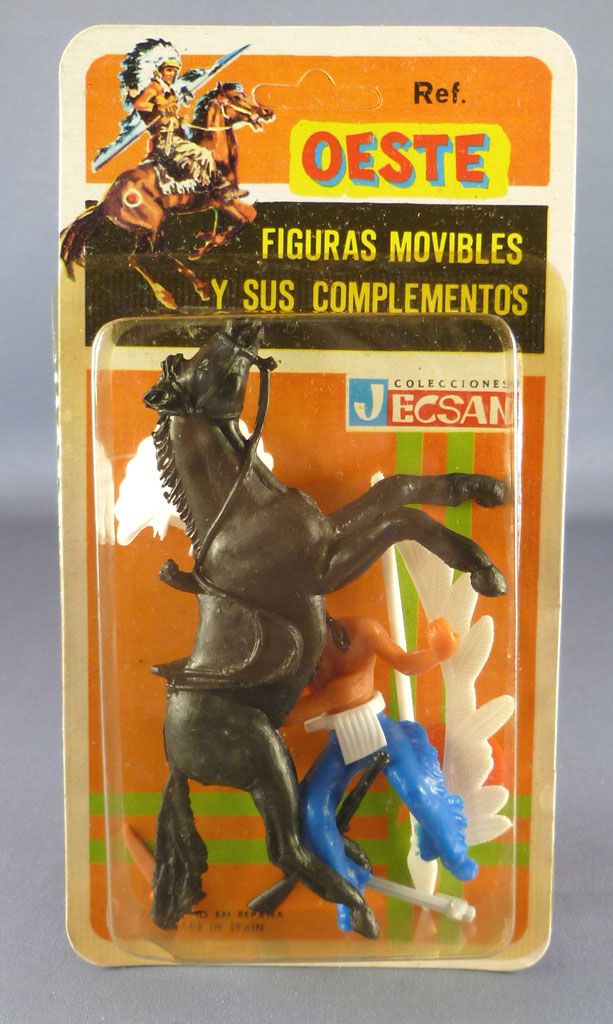 Ref.
OESTE
FIGURAS MOVIBLES
Y SUS COMPLEMENTOS
COLECCIONES
JECSAN
EN ESPAÑA
MADE IN SPAIN